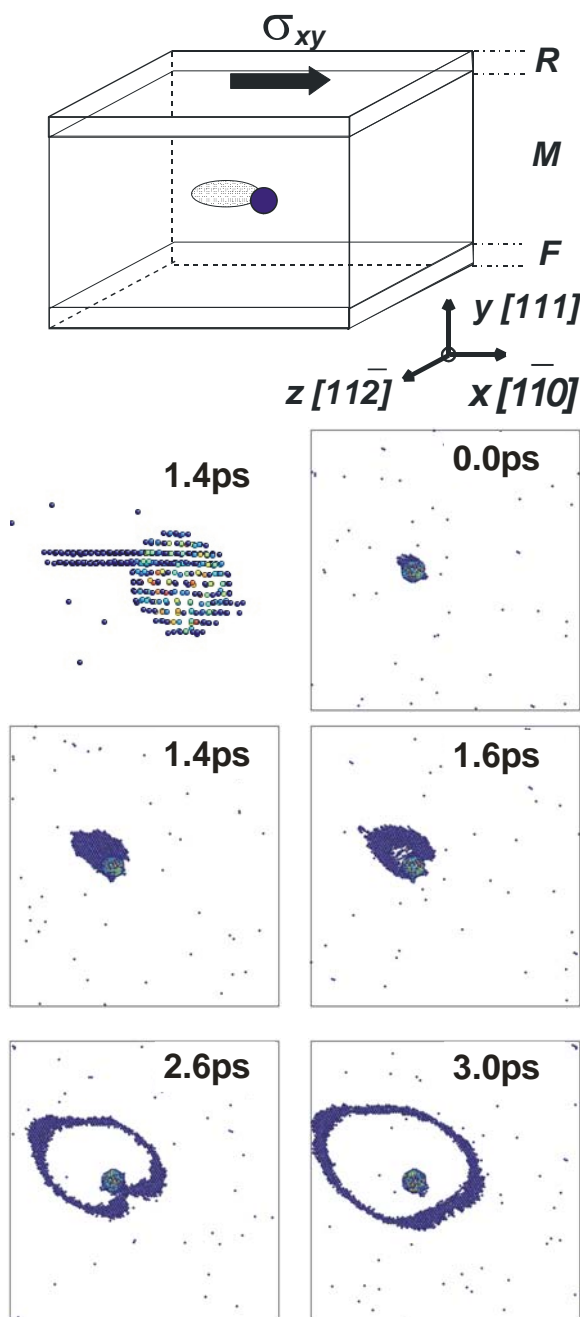 σxy
R
M
F
y [111]
z [112̅]
x [11̅0]
1.4ps
0.0ps
1.4ps
1.6ps
2.6ps
3.0ps